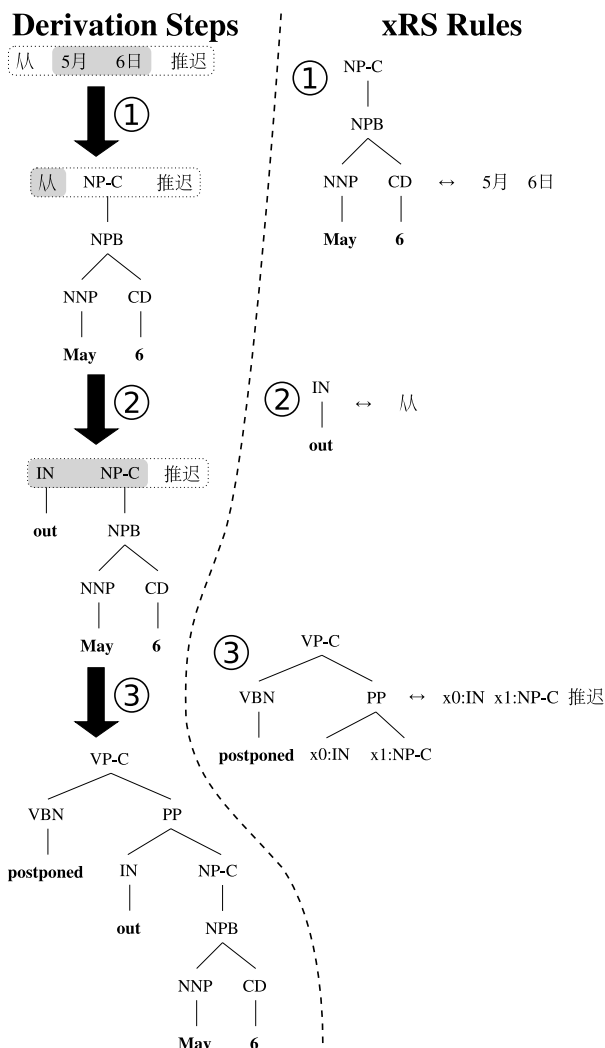 Derivation Steps
从 5月 6日 推迟
①
从 NP-C 推迟
NPB
NNP CD
May 6
②
IN NP-C 推迟
out NPB
NNP CD
May 6
③
VP-C
VBN PP
postponed IN NP-C
out NPB
NNP CD
May 6
xRS Rules
① NP-C
NPB
NNP CD ↔ 5月 6日
May 6
② IN ↔ 从
out
③ VP-C
VBN PP ↔ x0:IN x1:NP-C 推迟
postponed x0:IN x1:NP-C